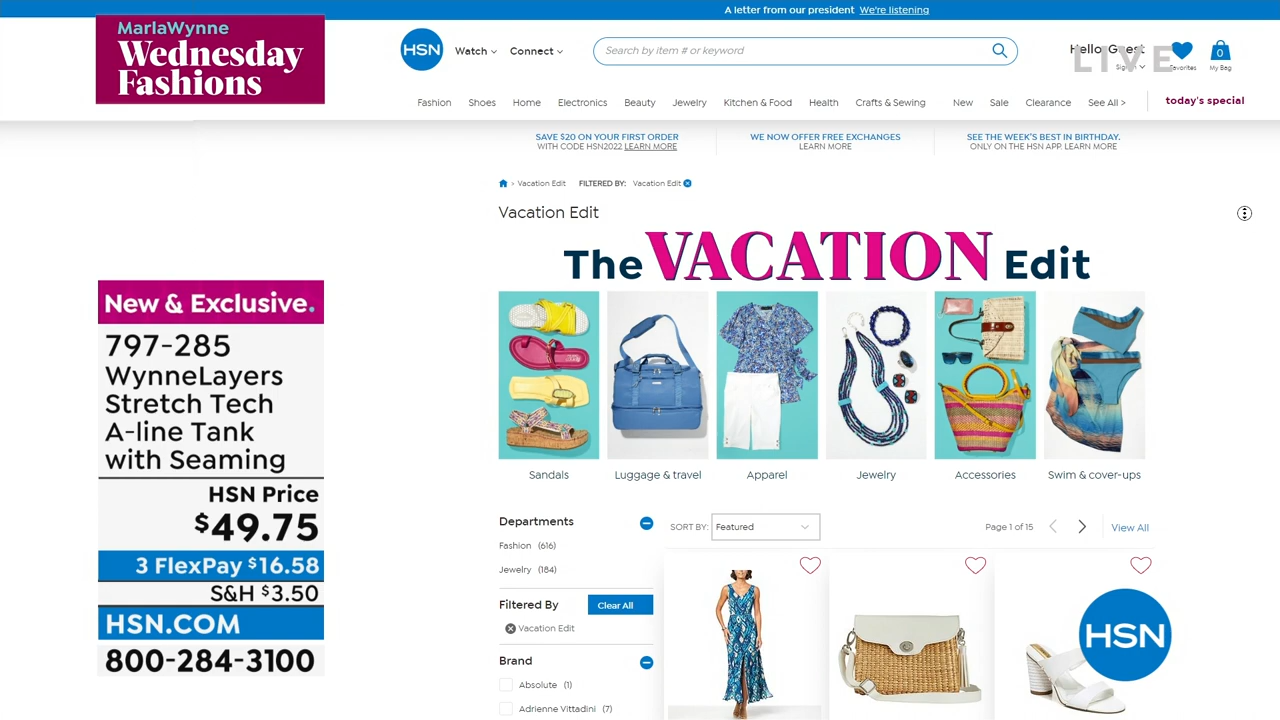 A letter from our president We're listening
MarlaWynne
Wednesday
Fashions
HSN
Watch
Connect
Search by item # or keyword
Hello, Guest
LIVE
Favorites
0
My Bag
Fashion Shoes Home Electronics Beauty Jewelry Kitchen & Food Health Crafts & Sewing New Sale Clearance See All > today's special
SAVE $20 ON YOUR FIRST ORDER
WITH CODE HSN2022 LEARN MORE
WE NOW OFFER FREE EXCHANGES
LEARN MORE
SEE THE WEEK'S BEST IN BIRTHDAY.
ONLY ON THE HSN APP. LEARN MORE
> Vacation Edit FILTERED BY: Vacation Edit
Vacation Edit
The VACATION Edit
Sandals Luggage & travel Apparel Jewelry Accessories Swim & cover-ups
New & Exclusive.
797-285
WynneLayers
Stretch Tech
A-line Tank
with Seaming
HSN Price
$49.75
3 FlexPay $16.58
S&H $3.50
HSN.COM
800-284-3100
Departments
Fashion (616)
Jewelry (184)
Filtered By Clear All
Vacation Edit
Brand
Absolute (1)
Adrienne Vittadini (7)
SORT BY: Featured
Page 1 of 15
View All
HSN